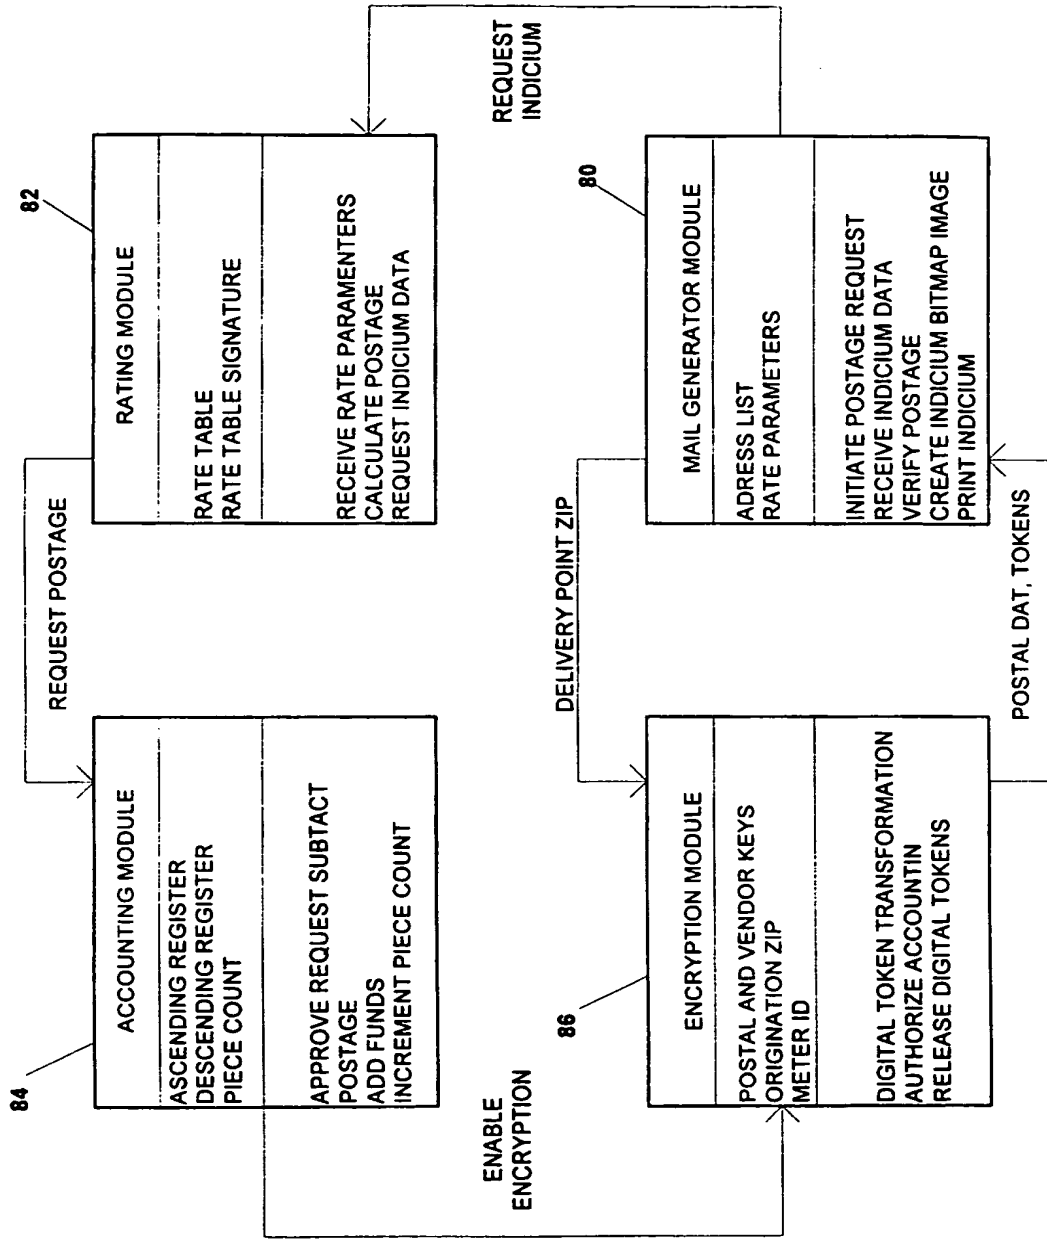 84
ACCOUNTING MODULE
ASCENDING REGISTER
DESCENDING REGISTER
PIECE COUNT
APPROVE REQUEST SUBTACT
POSTAGE
ADD FUNDS
INCREMENT PIECE COUNT
REQUEST POSTAGE
82
RATING MODULE
RATE TABLE
RATE TABLE SIGNATURE
RECEIVE RATE PARAMENTERS
CALCULATE POSTAGE
REQUEST INDICIUM DATA
ENABLE
ENCRYPTION
REQUEST
INDICIUM
86
ENCRYPTION MODULE
POSTAL AND VENDOR KEYS
ORIGINATION ZIP
METER ID
DIGITAL TOKEN TRANSFORMATION
AUTHORIZE ACCOUNTIN
RELEASE DIGITAL TOKENS
DELIVERY POINT ZIP
80
MAIL GENERATOR MODULE
ADRESS LIST
RATE PARAMETERS
INITIATE POSTAGE REQUEST
RECEIVE INDICIUM DATA
VERIFY POSTAGE
CREATE INDICIUM BITMAP IMAGE
PRINT INDICIUM
POSTAL DAT, TOKENS